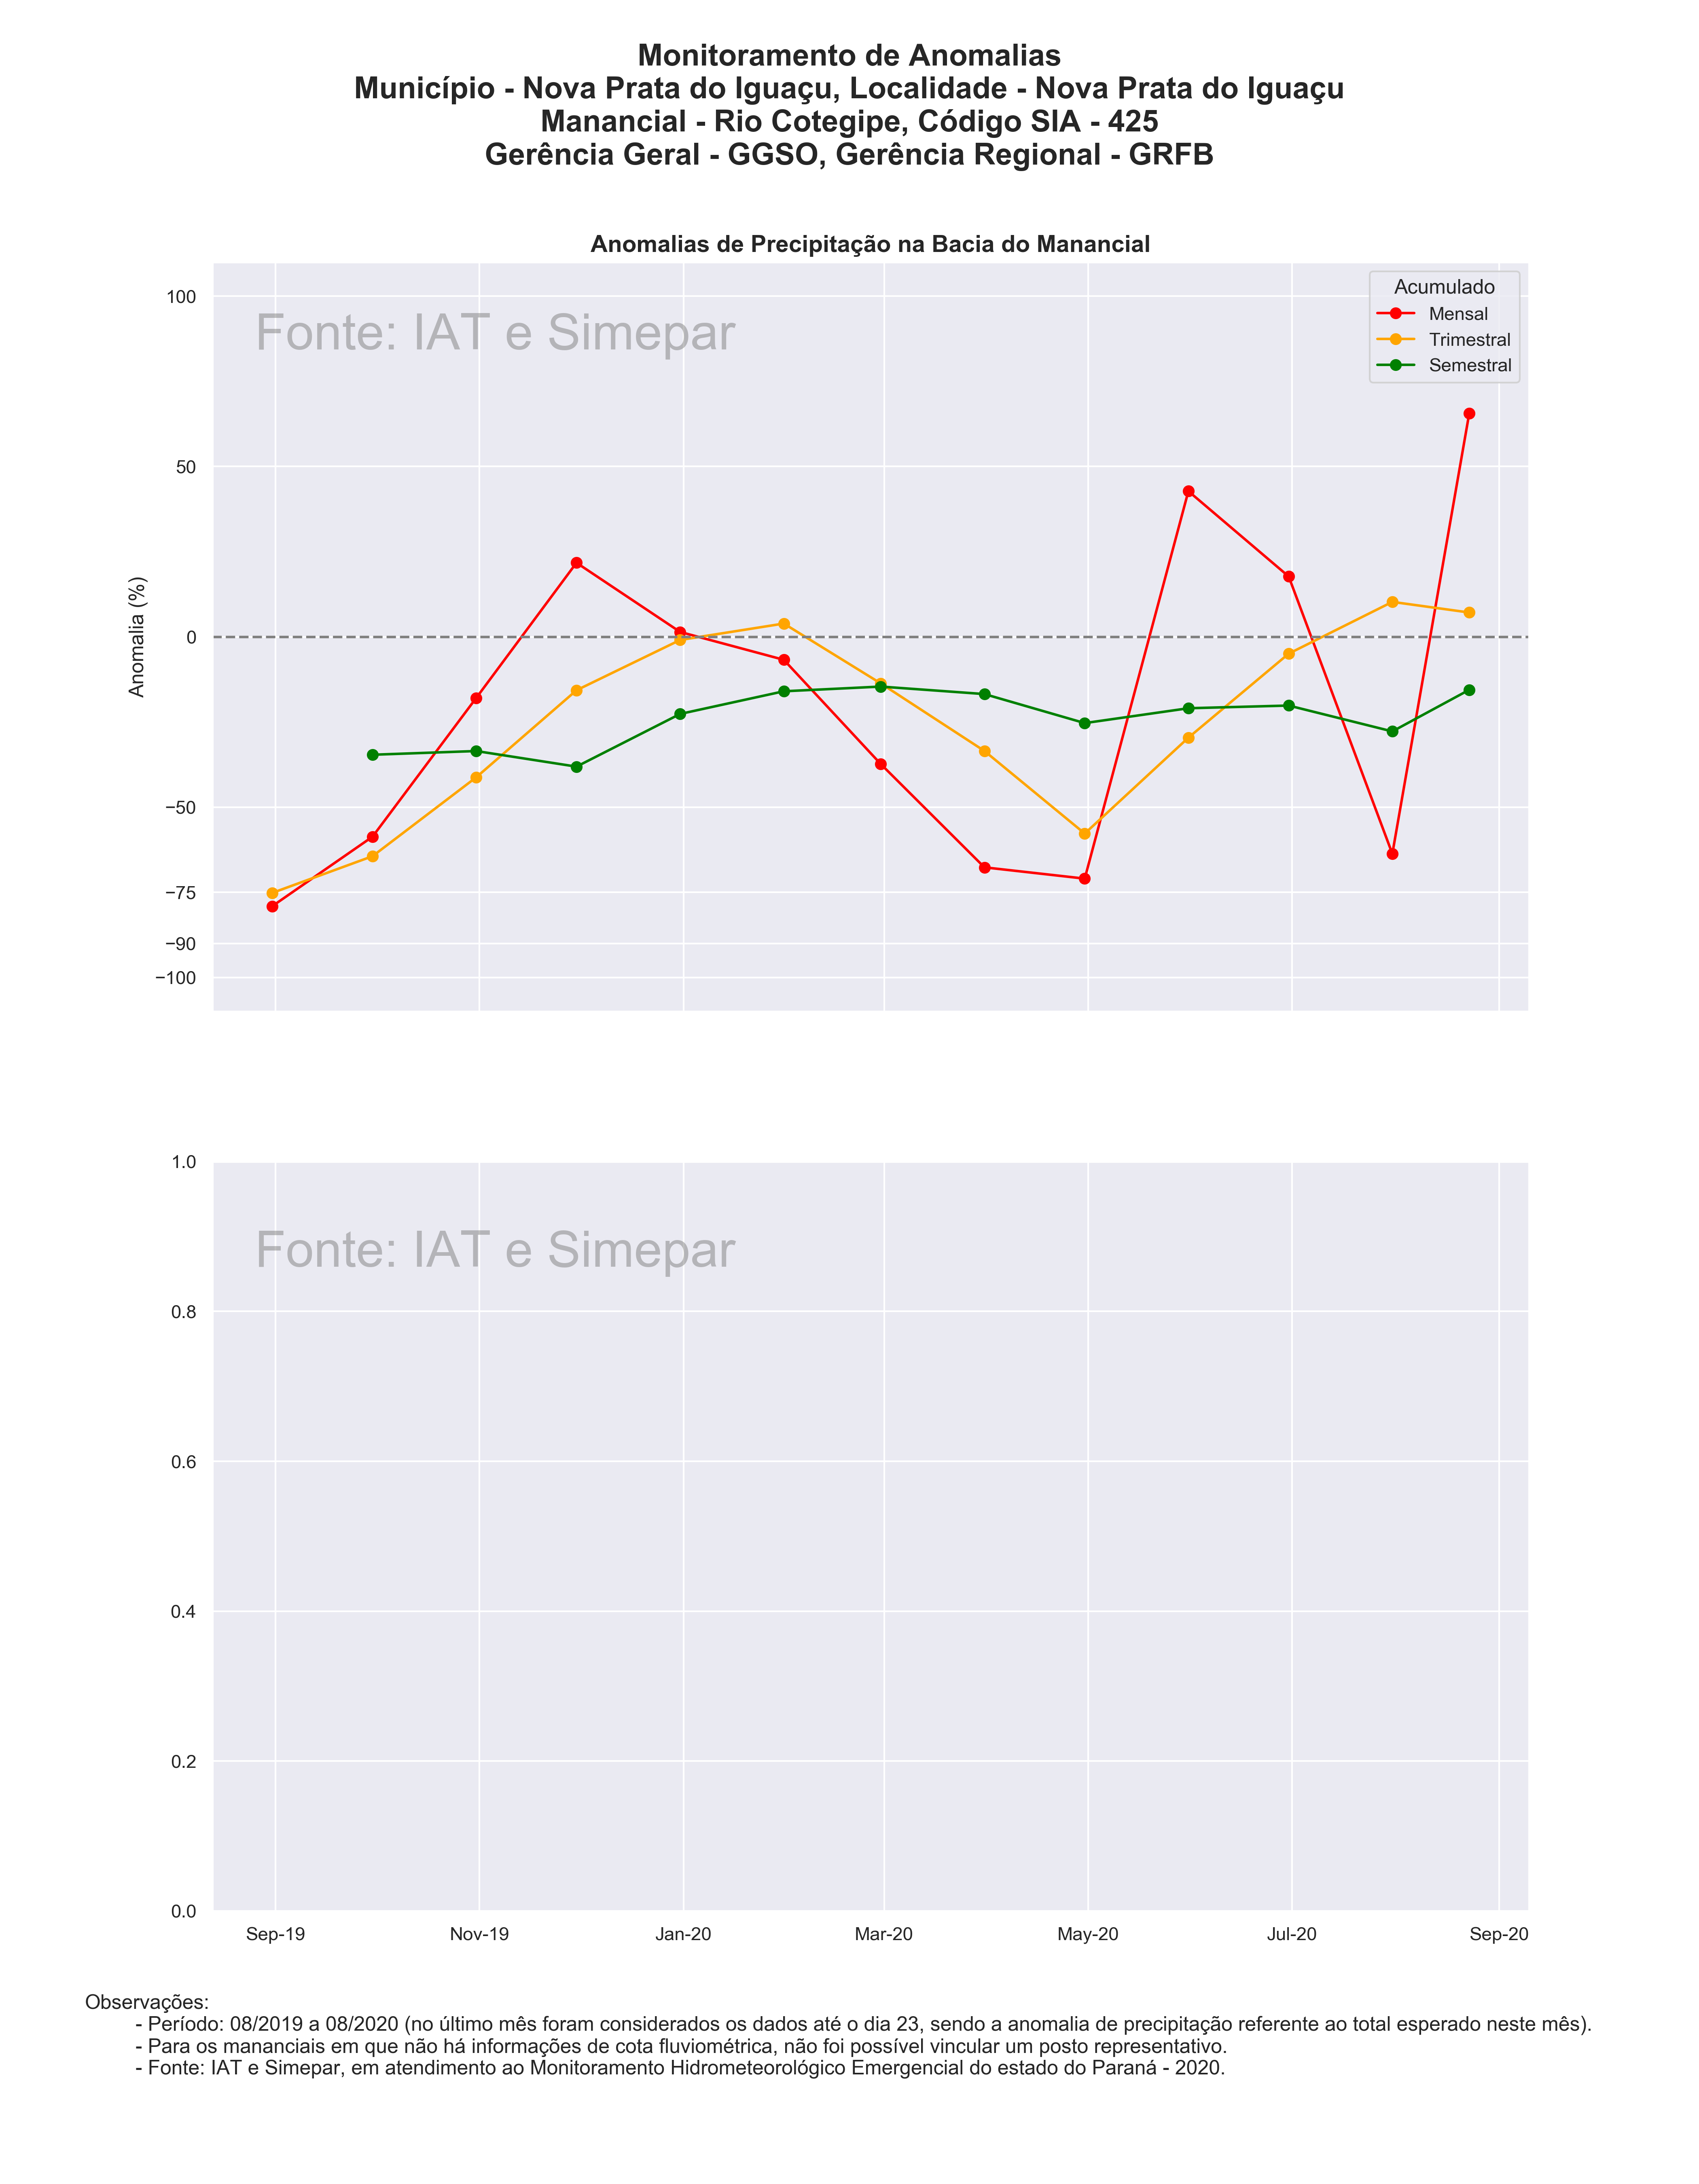 Monitoramento de Anomalias
Município - Nova Prata do Iguaçu, Localidade - Nova Prata do Iguaçu
Manancial - Rio Cotegipe, Código SIA - 425
Gerência Geral - GGSO, Gerência Regional - GRFB
Anomalias de Precipitação na Bacia do Manancial
Fonte: IAT e Simepar
Acumulado
Mensal
Trimestral
Semestral
Anomalia (%)
100
50
0
−50
−75
−90
−100
Fonte: IAT e Simepar
1.0
0.8
0.6
0.4
0.2
0.0
Sep-19 Nov-19 Jan-20 Mar-20 May-20 Jul-20 Sep-20
Observações:
- Período: 08/2019 a 08/2020 (no último mês foram considerados os dados até o dia 23, sendo a anomalia de precipitação referente ao total esperado neste mês).
- Para os mananciais em que não há informações de cota fluviométrica, não foi possível vincular um posto representativo.
- Fonte: IAT e Simepar, em atendimento ao Monitoramento Hidrometeorológico Emergencial do estado do Paraná - 2020.